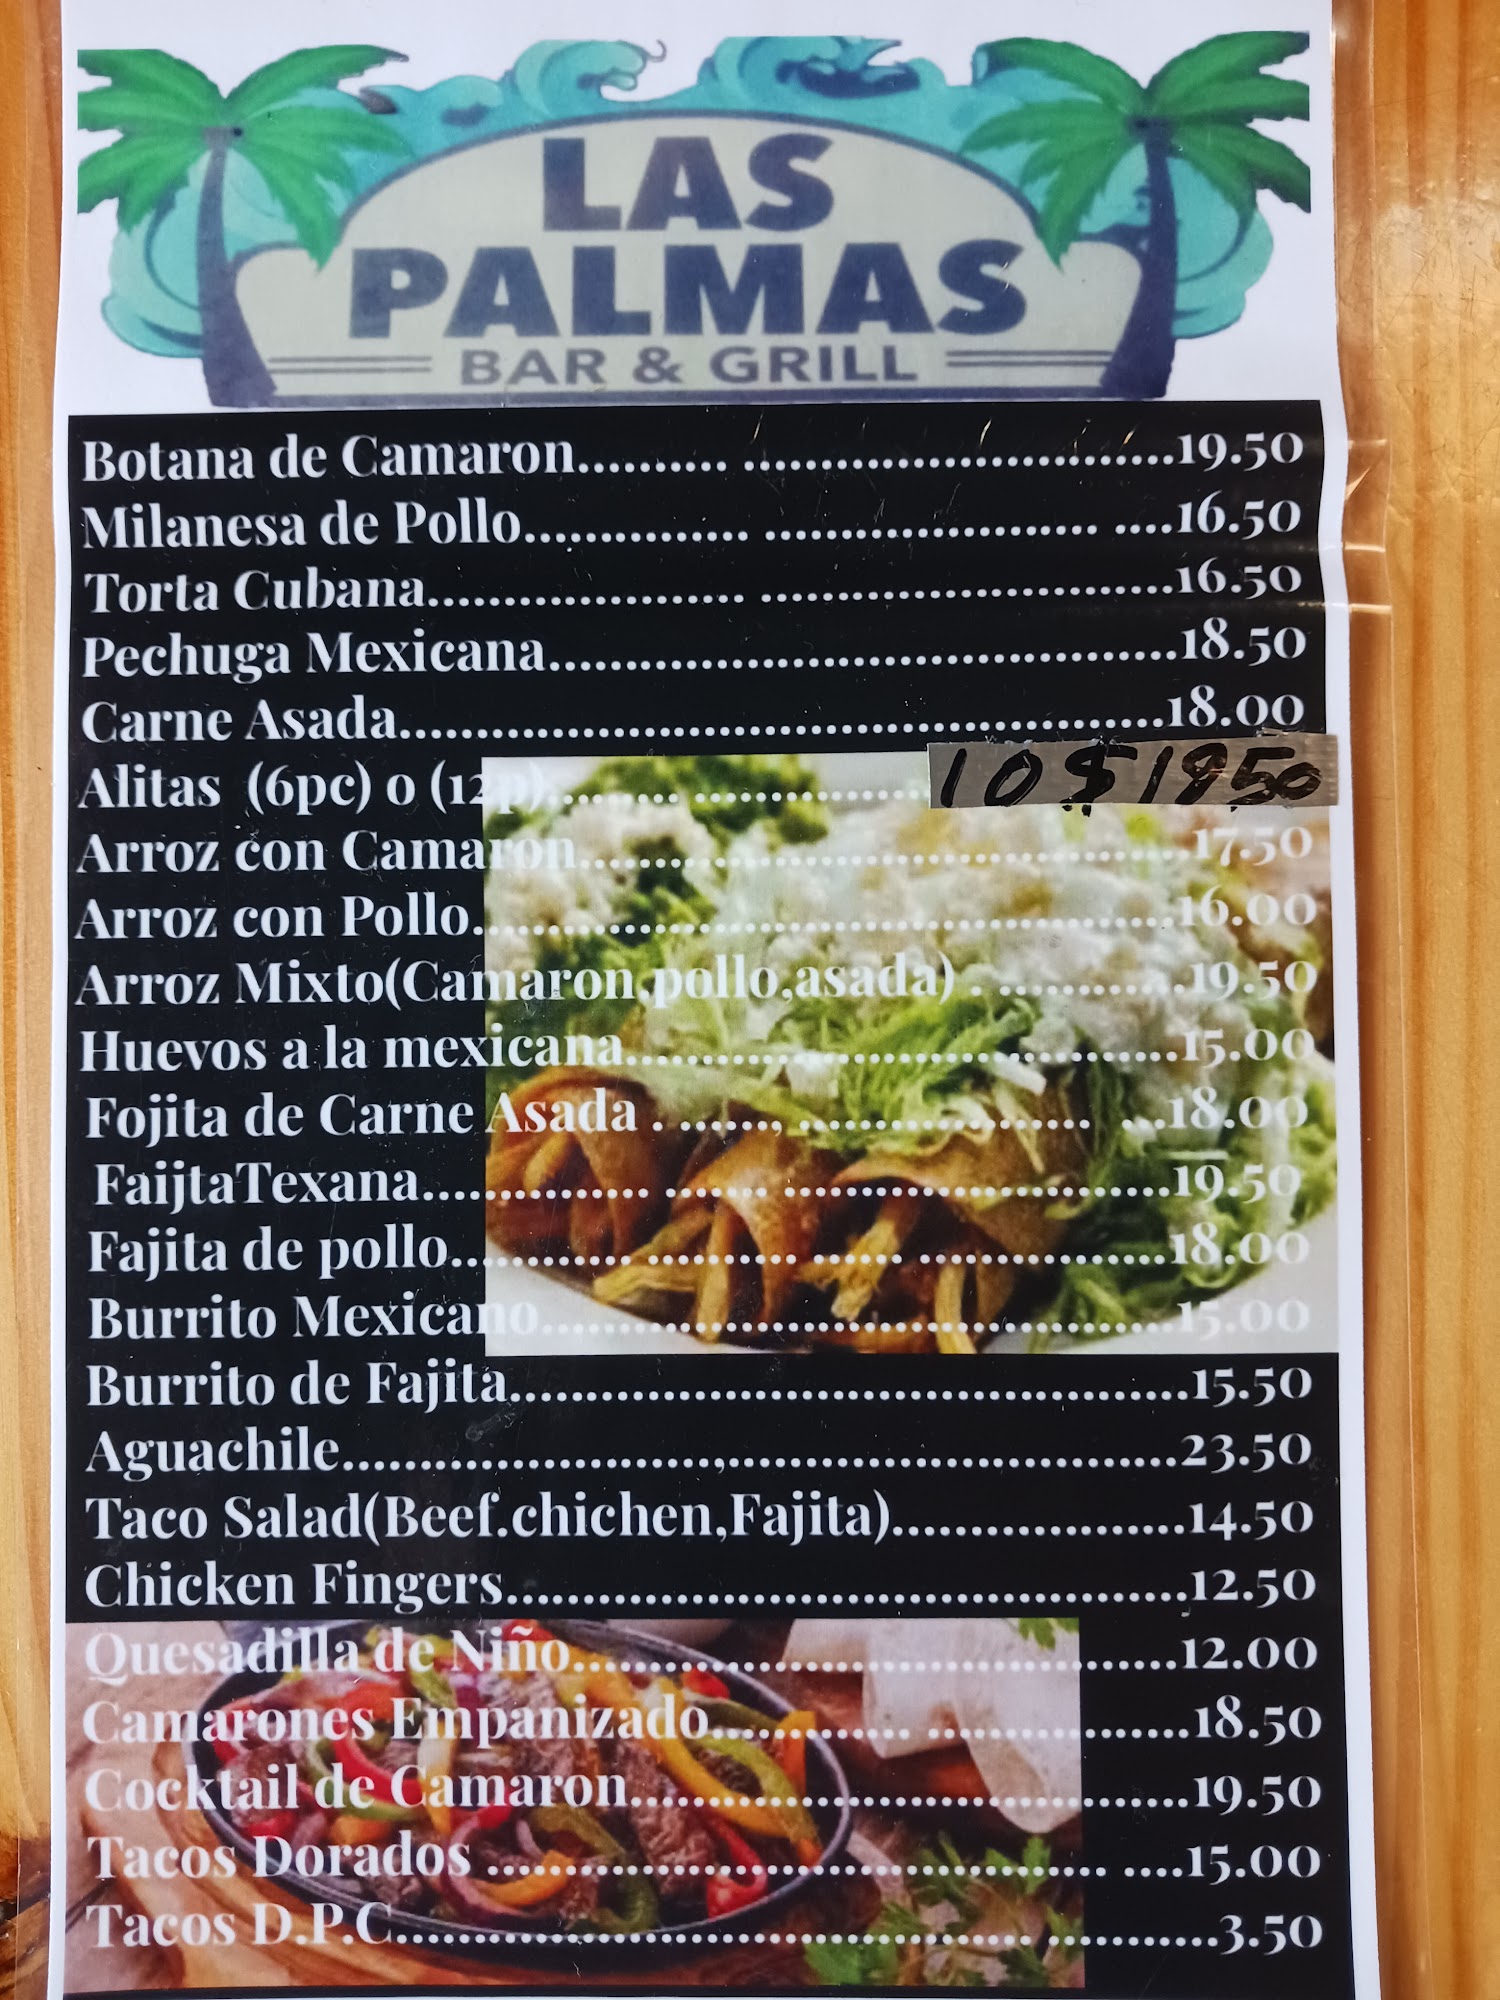 LAS
PALMAS
BAR & GRILL
Botana de Camaron.......... ............................19.50
Milanesa de Pollo............... ...................... ....16.50
Torta Cubana..................... ...........................16.50
Pechuga Mexicana.........................................18.50
Carne Asada..................................................18.00
Alitas (6pc) o (12p).......... ................ 10$1950
Arroz con Camaron........................................17.50
Arroz con Pollo..............................................16.00
Arroz Mixto(Camaron,pollo,asada) . ............19.50
Huevos a la mexicana....................................15.00
Fojita de Carne Asada . ......., ................... ...18.00
FaijtaTexana............... ....... .........................19.50
Fajita de pollo............ .......... ...... ................18.00
Burrito Mexicano.........................................15.00
Burrito de Fajita............................................15.50
Aguachile........................,.............................23.50
Taco Salad(Beef.chichen,Fajita)...................14.50
Chicken Fingers............................................12.50
Quesadilla de Niño.......................................12.00
Camarones Empanizado............. .................18.50
Cocktail de Camaron....................................19.50
Tacos Dorados ........................................ ....15.00
Tacos D.P.C......................................... ...........3.50